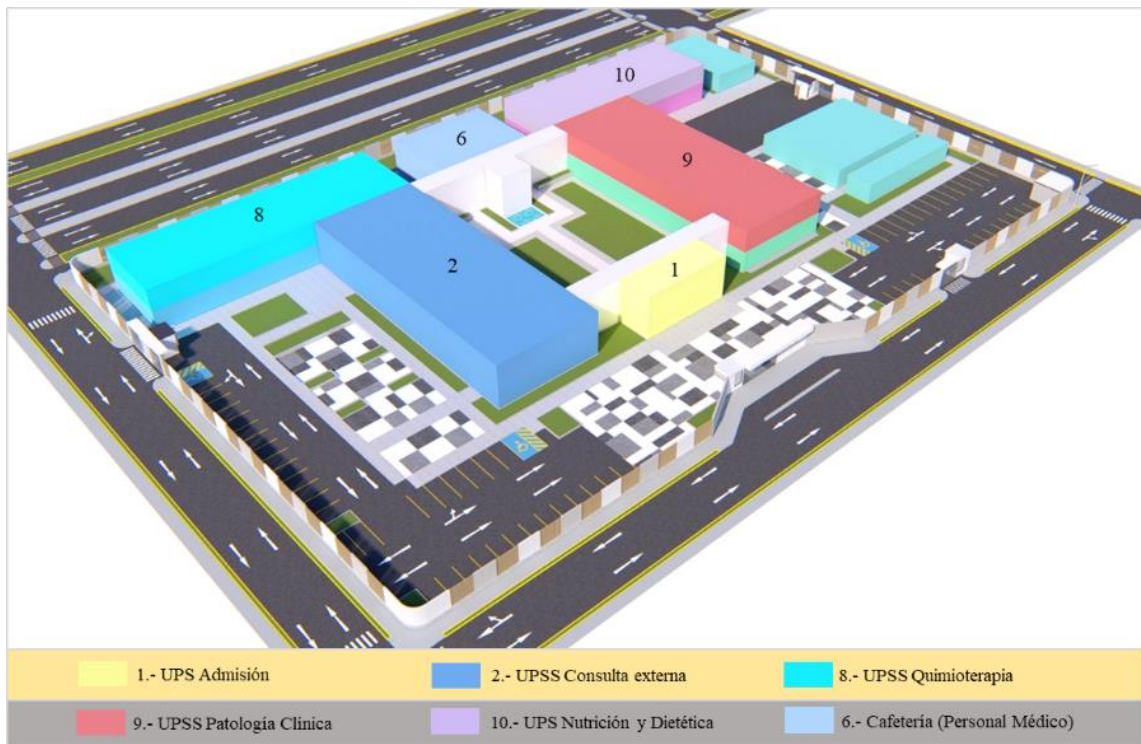 10
6
9
8
2
1
1.- UPS Admisión
2.- UPSS Consulta externa
8.- UPSS Quimioterapia
9.- UPSS Patología Clínica
10.- UPS Nutrición y Dietética
6.- Cafetería (Personal Médico)